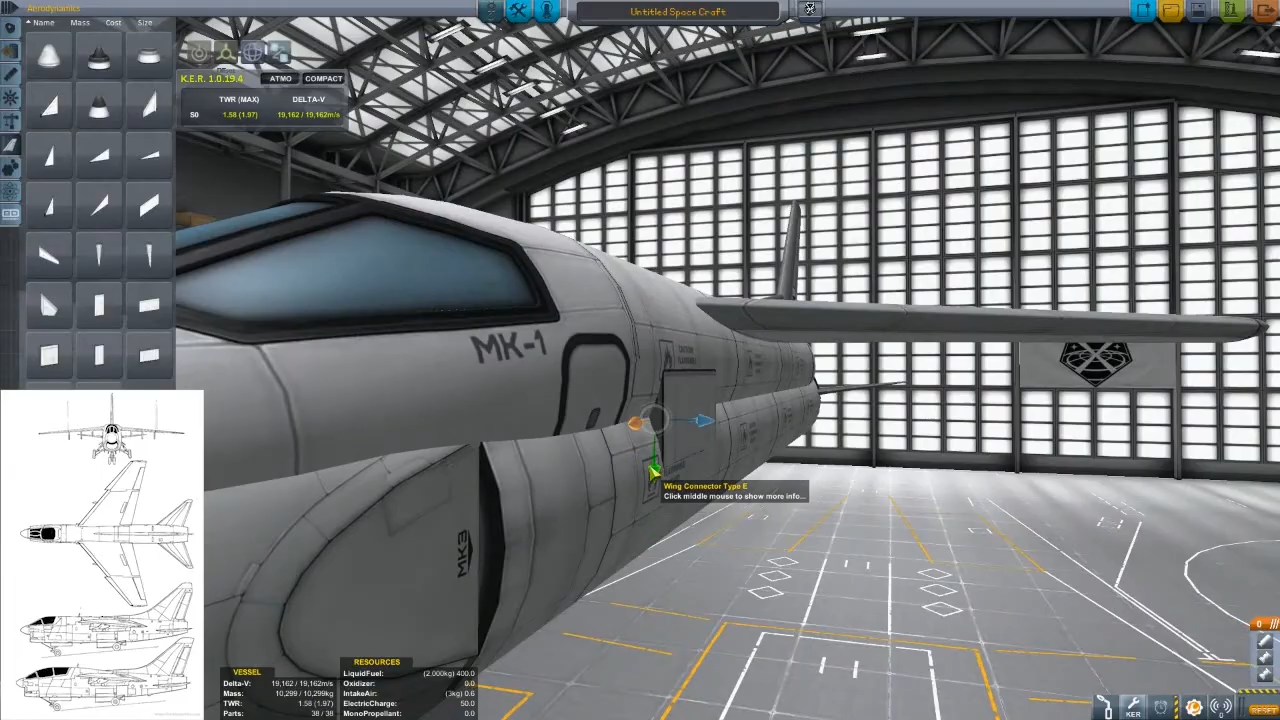 Aerodynamics
Untitled Space Craft
Name Mass Cost Size
K.E.R. 1.0.19.4 ATMO COMPACT
TWR (MAX) DELTA-V
S0 1.58 (1.97) 19,162 / 19,162m/s
MK-1
CAUTION
Wing Connector Type E
Click middle mouse to show more info...
MK3
0
VESSEL
Delta-V: 19,162 / 19,162m/s
Mass: 10,299 / 10,299kg
TWR: 1.58 (1.97)
Parts: 38 / 38
RESOURCES
LiquidFuel: (2,000kg) 400.0
Oxidizer: 0.0
IntakeAir: (3kg) 0.6
ElectricCharge: 50.0
MonoPropellant: 0.0
KER
0
RESET